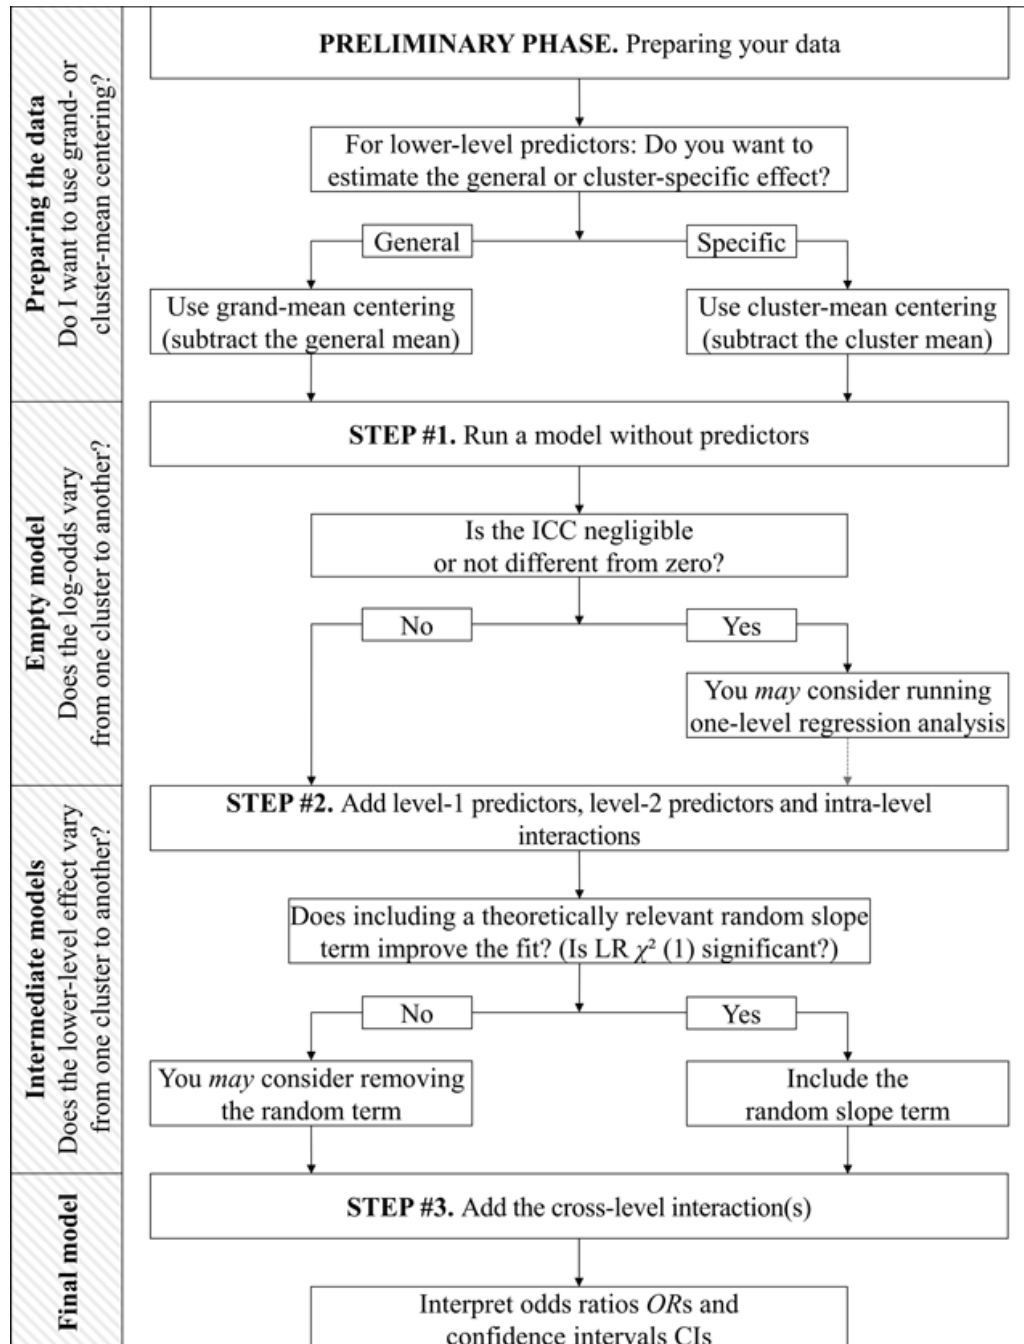 PRELIMINARY PHASE. Preparing your data
Preparing the data
Do I want to use grand- or
cluster-mean centering?
For lower-level predictors: Do you want to
estimate the general or cluster-specific effect?
General
Specific
Use grand-mean centering
(subtract the general mean)
Use cluster-mean centering
(subtract the cluster mean)
STEP #1. Run a model without predictors
Empty model
Does the log-odds vary
from one cluster to another?
Is the ICC negligible
or not different from zero?
No
Yes
You may consider running
one-level regression analysis
STEP #2. Add level-1 predictors, level-2 predictors and intra-level
interactions
Intermediate models
Does the lower-level effect vary
from one cluster to another?
Does including a theoretically relevant random slope
term improve the fit? (Is LR χ² (1) significant?)
No
Yes
You may consider removing
the random term
Include the
random slope term
STEP #3. Add the cross-level interaction(s)
Final model
Interpret odds ratios ORs and
confidence intervals CIs